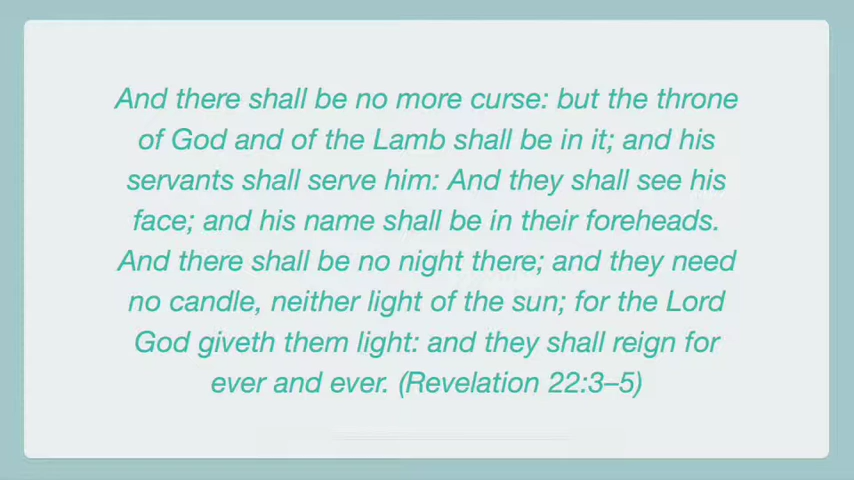 And there shall be no more curse: but the throne
of God and of the Lamb shall be in it; and his
servants shall serve him: And they shall see his
face; and his name shall be in their foreheads.
And there shall be no night there; and they need
no candle, neither light of the sun; for the Lord
God giveth them light: and they shall reign for
ever and ever. (Revelation 22:3–5)